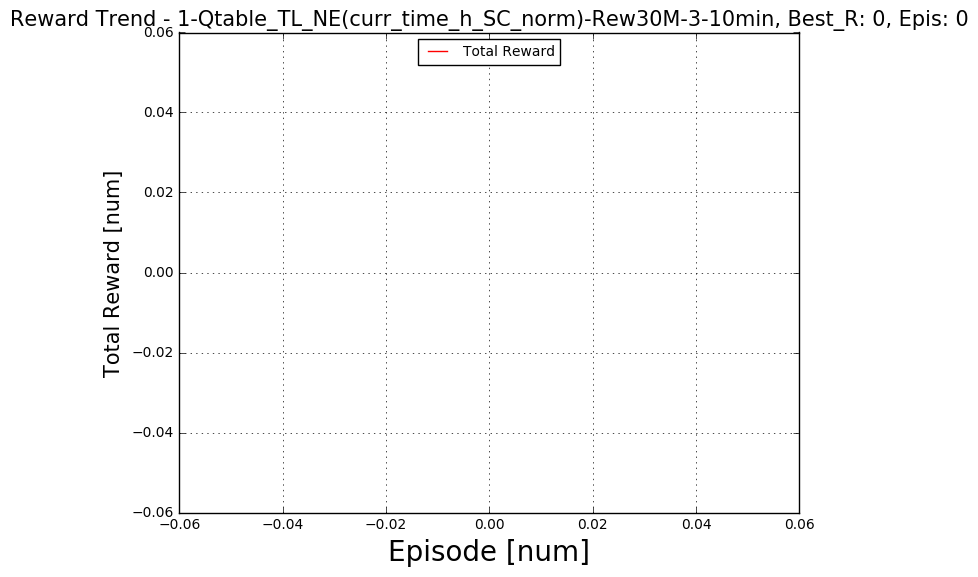 Reward Trend - 1-Qtable_TL_NE(curr_time_h_SC_norm)-Rew30M-3-10min, Best_R: 0, Epis: 0
Total Reward
0.06
0.04
0.02
0.00
−0.02
−0.04
−0.06
Total Reward [num]
−0.06 −0.04 −0.02 0.00 0.02 0.04 0.06
Episode [num]